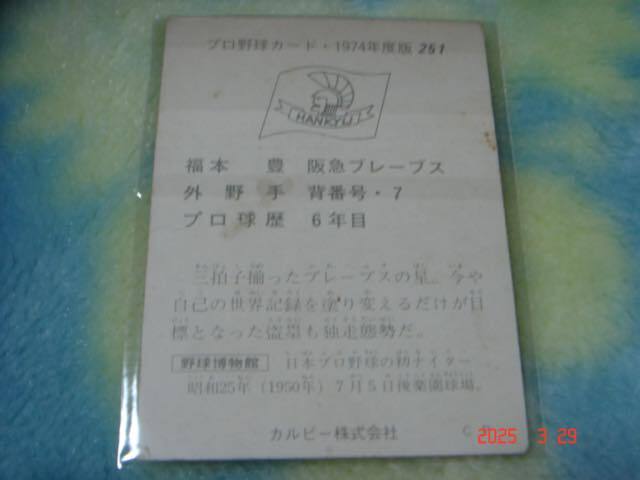 プロ野球カード・1974年度版 251
HANKYU
福本 豊 阪急ブレーブス
外野手 背番号・7
プロ球歴 6年目
三拍子揃ったブレーブスの星。今や
自己の世界記録を塗り変えるだけが目
標となった盗塁も独走態勢だ。
野球博物館 日本プロ野球の初ナイター
昭和25年(1950年)7月5日後楽園球場。
カルビー株式会社
C
2025 3 29